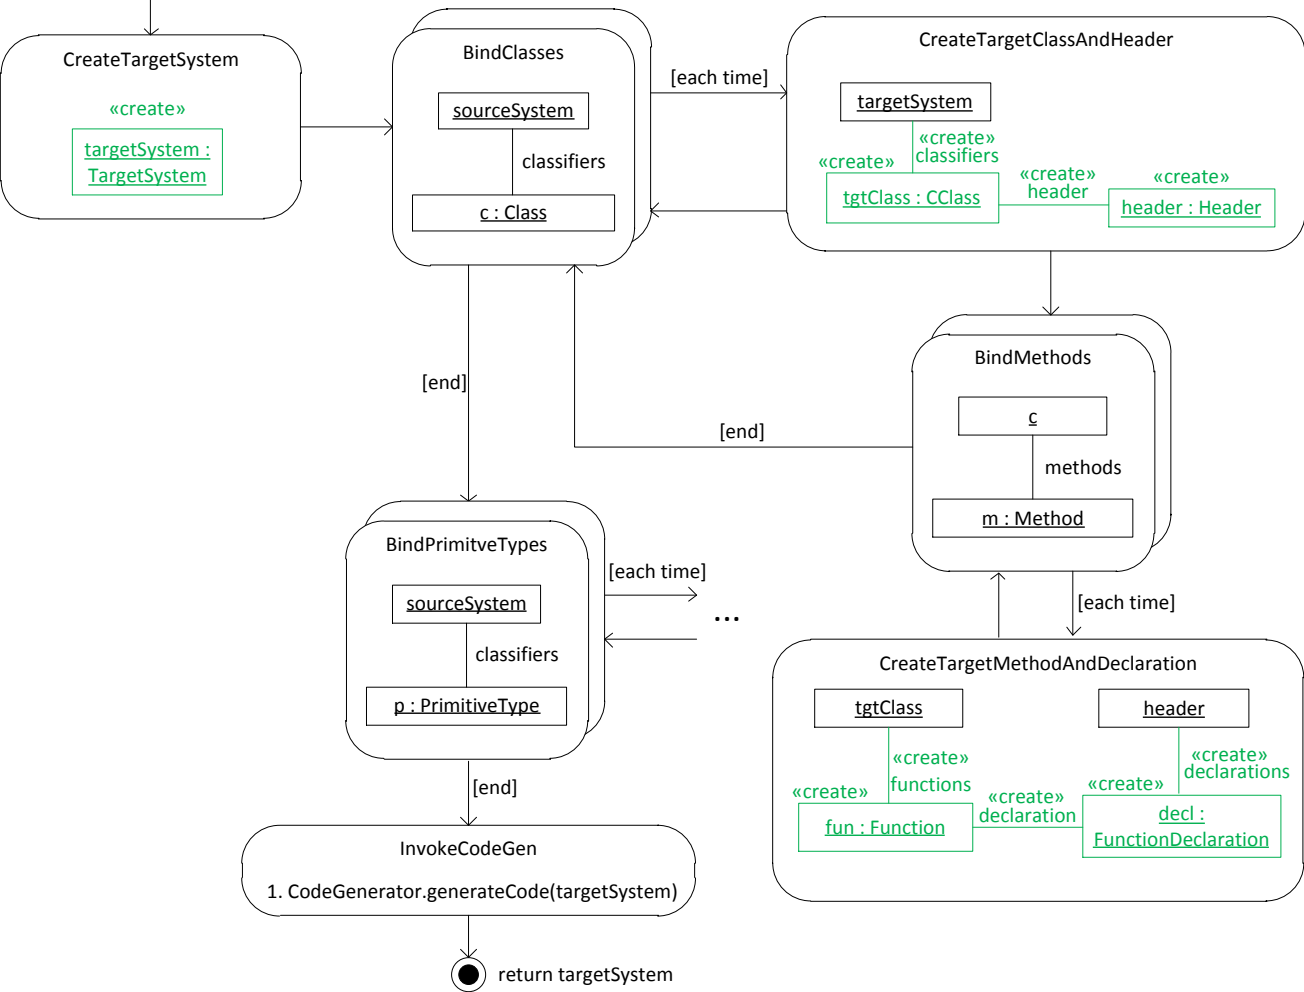 CreateTargetSystem
«create»
targetSystem :
TargetSystem
BindClasses
sourceSystem
classifiers
c : Class
[each time]
CreateTargetClassAndHeader
targetSystem
«create»
classifiers
«create»
tgtClass : CClass
«create»
header
«create»
header : Header
[end]
[end]
BindMethods
c
methods
m : Method
[each time]
BindPrimitveTypes
sourceSystem
classifiers
p : PrimitiveType
[each time]
...
CreateTargetMethodAndDeclaration
tgtClass
header
«create»
functions
«create»
declarations
«create»
fun : Function
«create»
declaration
«create»
decl :
FunctionDeclaration
[end]
InvokeCodeGen
1. CodeGenerator.generateCode(targetSystem)
return targetSystem